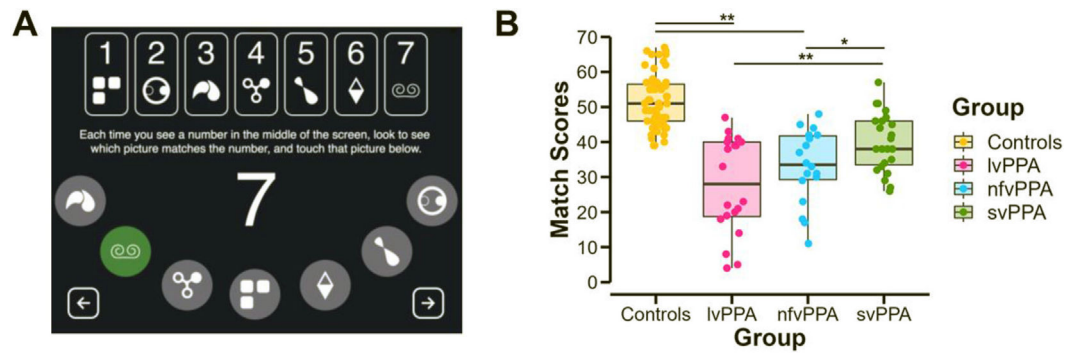 A
1 2 3 4 5 6 7
Each time you see a number in the middle of the screen, look to see
which picture matches the number, and touch that picture below.
7
B
**
*
**
Match Scores
70
60
50
40
30
20
10
0
Controls lvPPA nfvPPA svPPA
Group
Group
Controls
lvPPA
nfvPPA
svPPA